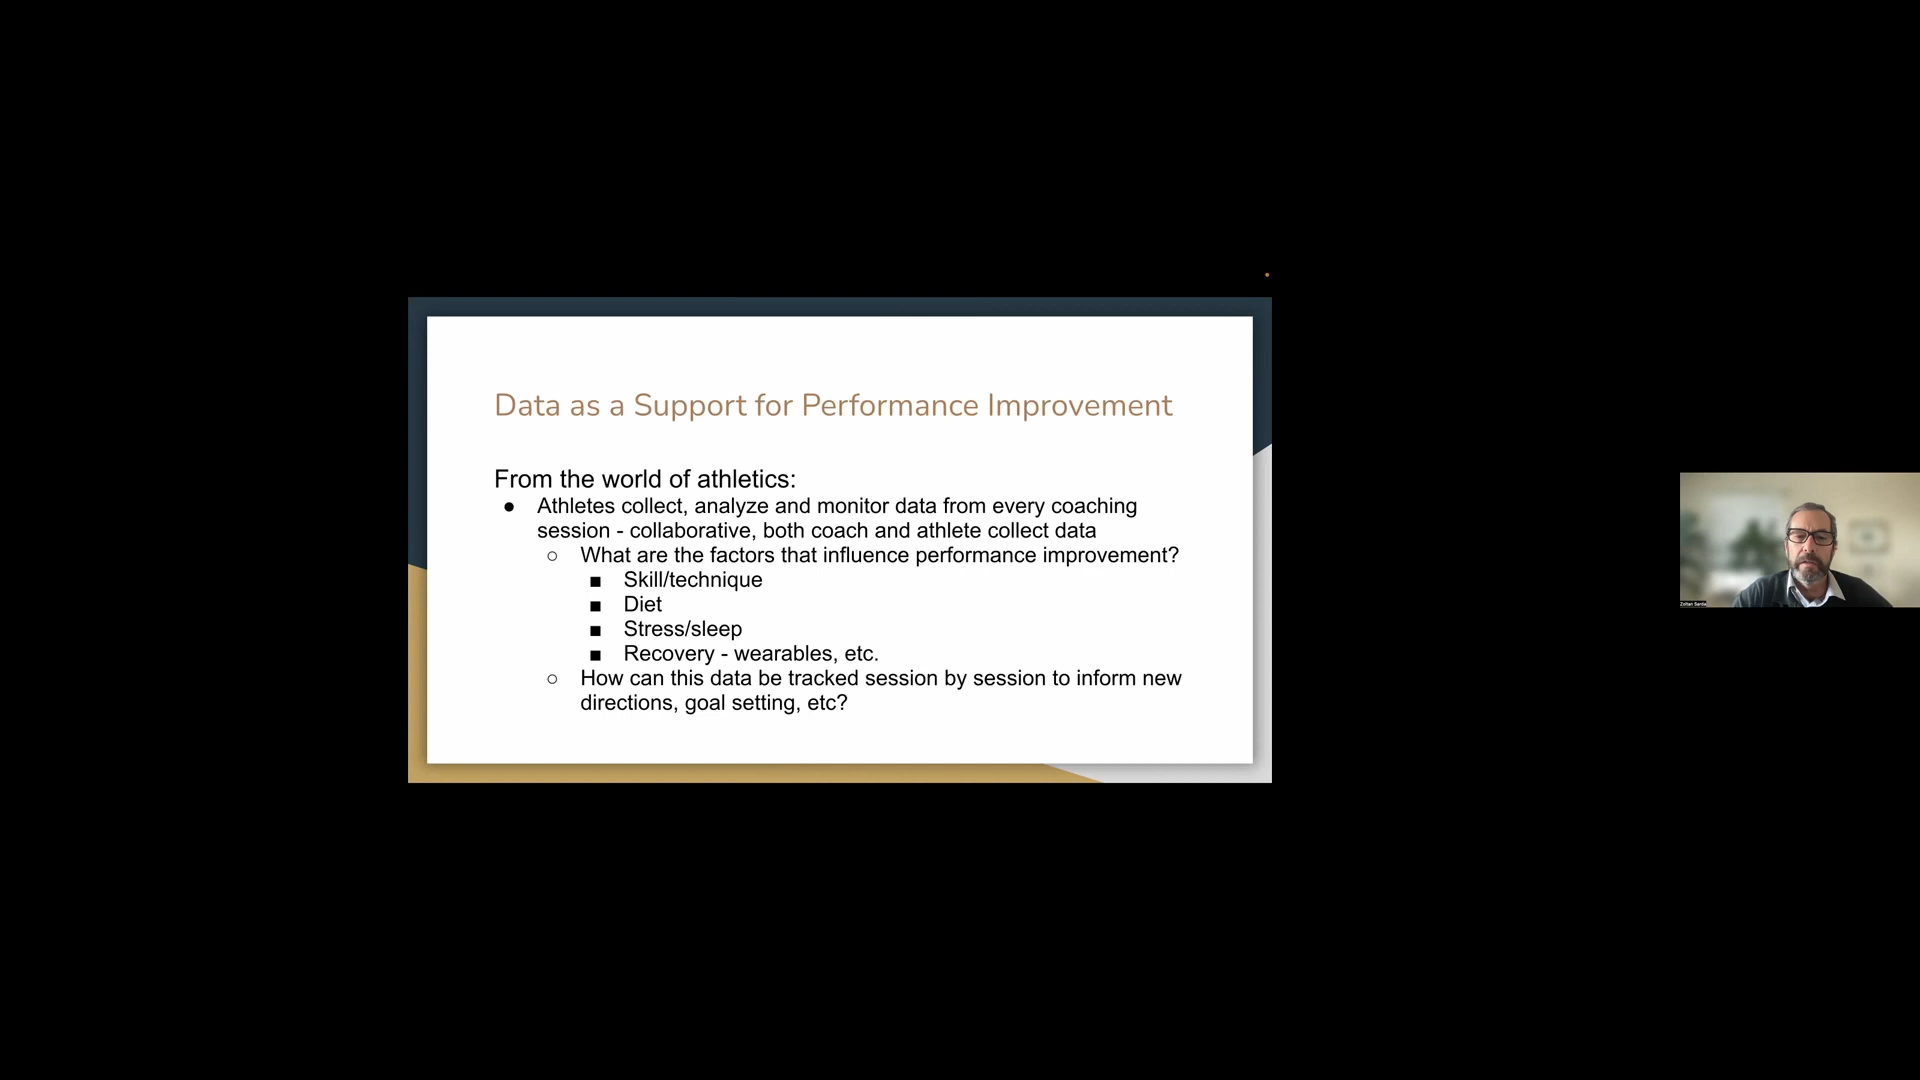 Data as a Support for Performance Improvement
From the world of athletics:
● Athletes collect, analyze and monitor data from every coaching
session - collaborative, both coach and athlete collect data
○ What are the factors that influence performance improvement?
■ Skill/technique
■ Diet
■ Stress/sleep
■ Recovery - wearables, etc.
○ How can this data be tracked session by session to inform new
directions, goal setting, etc?
Zoltan Sarda